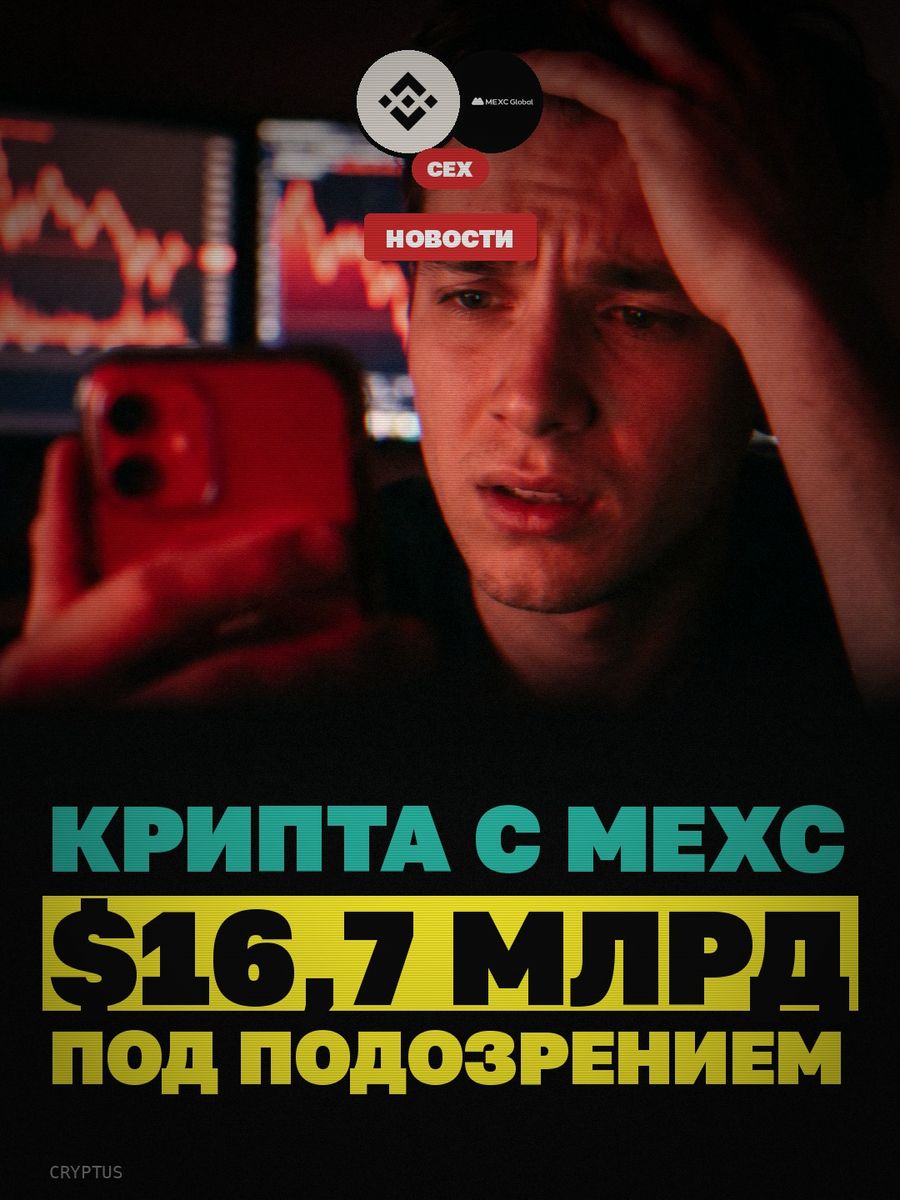 MEXC Global
CEX
НОВОСТИ
КРИПТА С MEXC
$16,7 МЛРД
ПОД ПОДОЗРЕНИЕМ
CRYPTUS